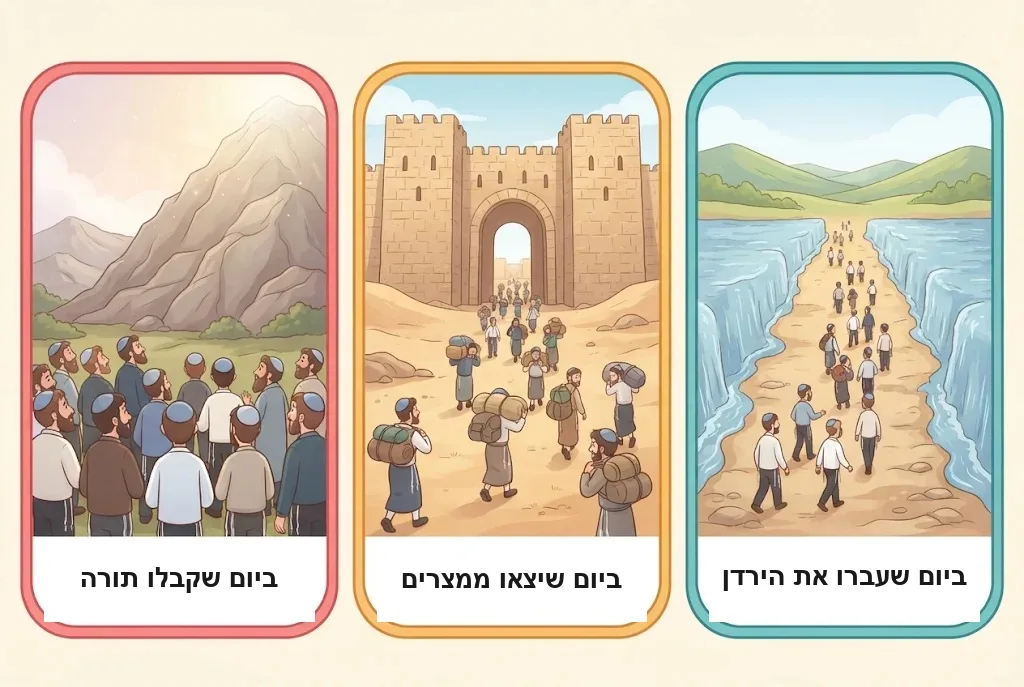 ביום שעברו את הירדן
ביום שיצאו ממצרים
ביום שקבלו תורה